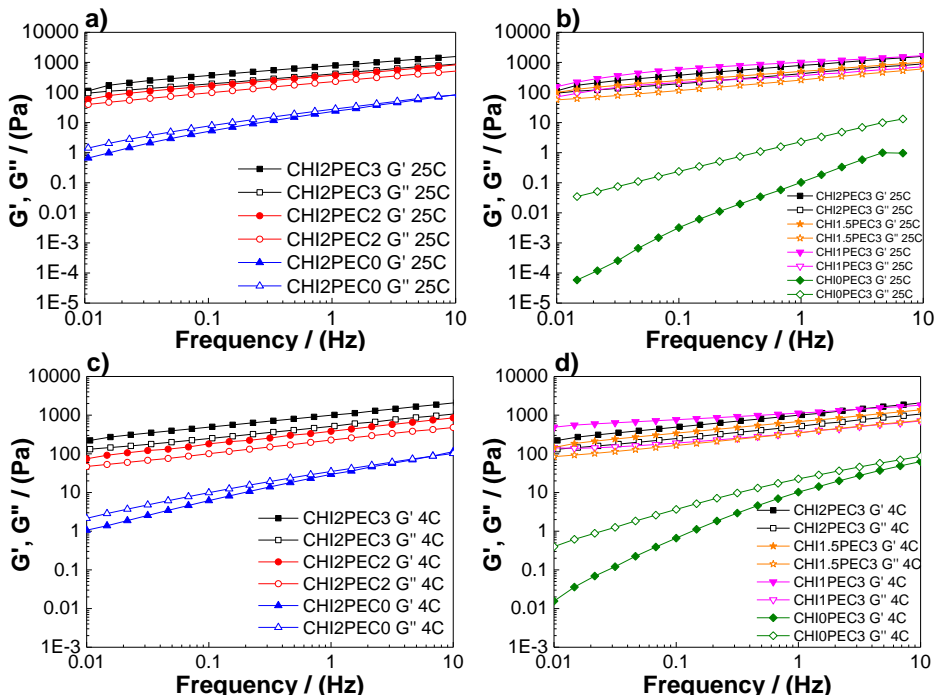 a)
10000
1000
100
10
1
0.1
0.01
1E-3
1E-4
1E-5
G', G'' / (Pa)
CHI2PEC3 G' 25C
CHI2PEC3 G'' 25C
CHI2PEC2 G' 25C
CHI2PEC2 G'' 25C
CHI2PEC0 G' 25C
CHI2PEC0 G'' 25C
0.01 0.1 1 10
Frequency / (Hz)
b)
10000
1000
100
10
1
0.1
0.01
1E-3
1E-4
1E-5
G', G'' / (Pa)
CHI2PEC3 G' 25C
CHI2PEC3 G'' 25C
CHI1.5PEC3 G' 25C
CHI1.5PEC3 G'' 25C
CHI1PEC3 G' 25C
CHI1PEC3 G'' 25C
CHI0PEC3 G' 25C
CHI0PEC3 G'' 25C
0.01 0.1 1 10
Frequency / (Hz)
c)
10000
1000
100
10
1
0.1
0.01
1E-3
G', G'' / (Pa)
CHI2PEC3 G' 4C
CHI2PEC3 G'' 4C
CHI2PEC2 G' 4C
CHI2PEC2 G'' 4C
CHI2PEC0 G' 4C
CHI2PEC0 G'' 4C
0.01 0.1 1 10
Frequency / (Hz)
d)
10000
1000
100
10
1
0.1
0.01
1E-3
G', G'' / (Pa)
CHI2PEC3 G' 4C
CHI2PEC3 G'' 4C
CHI1.5PEC3 G' 4C
CHI1.5PEC3 G'' 4C
CHI1PEC3 G' 4C
CHI1PEC3 G'' 4C
CHI0PEC3 G' 4C
CHI0PEC3 G'' 4C
0.01 0.1 1 10
Frequency / (Hz)